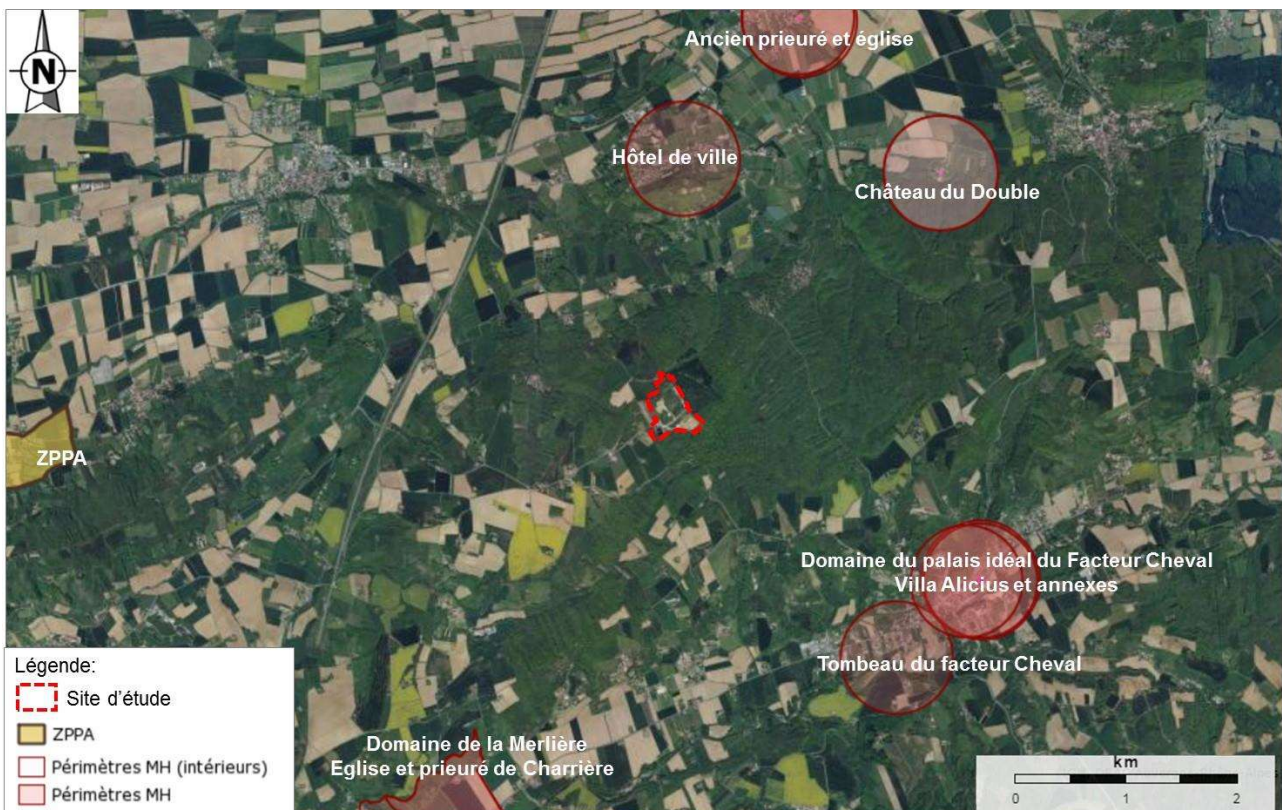 N
Ancien prieuré et église
Hôtel de ville
Château du Double
ZPPA
Domaine du palais idéal du Facteur Cheval
Villa Alicius et annexes
Tombeau du facteur Cheval
Domaine de la Merlière
Eglise et prieuré de Charrière
Légende:
Site d'étude
ZPPA
Périmètres MH (intérieurs)
Périmètres MH
km
0 1 2